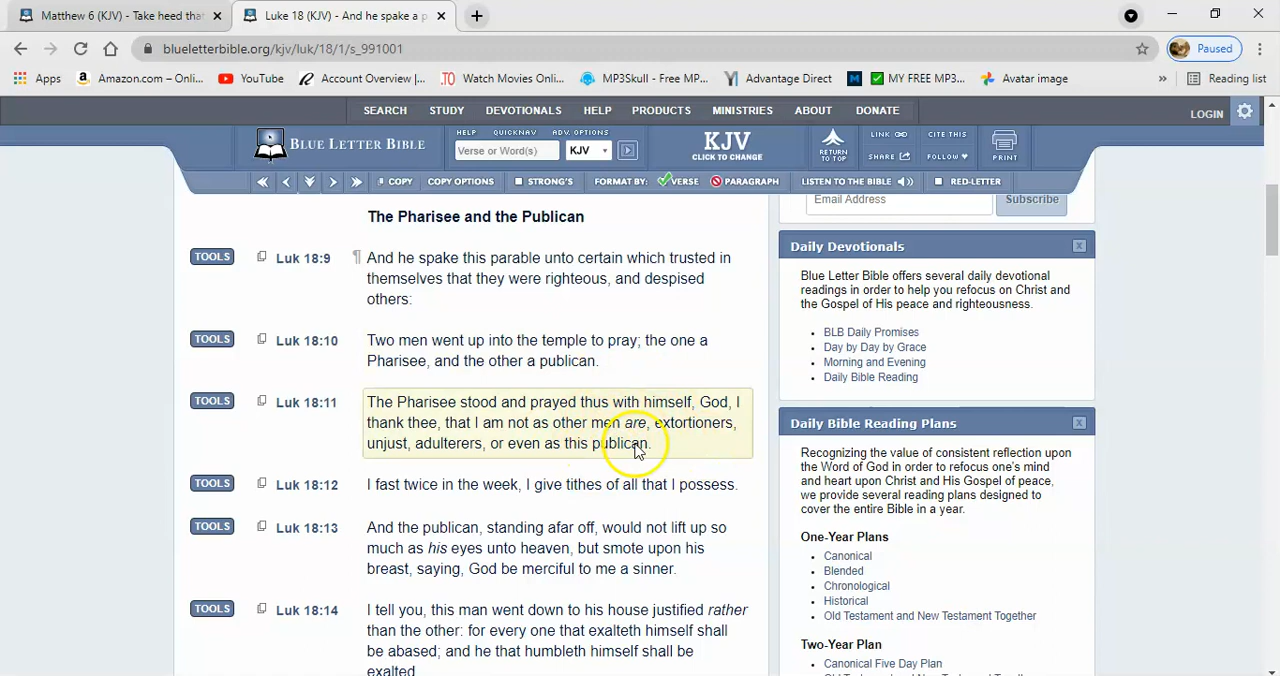 Matthew 6 (KJV) - Take heed that
Luke 18 (KJV) - And he spake a p
blueletterbible.org/kjv/luk/18/1/s_991001
Paused
Apps
Amazon.com – Onli...
YouTube
Account Overview |...
Watch Movies Onli...
MP3Skull - Free MP...
Advantage Direct
MY FREE MP3...
Avatar image
»
Reading list
SEARCH STUDY DEVOTIONALS HELP PRODUCTS MINISTRIES ABOUT DONATE
LOGIN
BLUE LETTER BIBLE
HELP QUICKNAV ADV. OPTIONS
Verse or Word(s)
KJV
KJV
CLICK TO CHANGE
RETURN
TO TOP
LINK
SHARE
CITE THIS
FOLLOW
PRINT
COPY COPY OPTIONS STRONG'S FORMAT BY: VERSE PARAGRAPH LISTEN TO THE BIBLE RED-LETTER
The Pharisee and the Publican
TOOLS Luk 18:9 ¶ And he spake this parable unto certain which trusted in
themselves that they were righteous, and despised
others:
TOOLS Luk 18:10 Two men went up into the temple to pray; the one a
Pharisee, and the other a publican.
TOOLS Luk 18:11 The Pharisee stood and prayed thus with himself, God, I
thank thee, that I am not as other men are, extortioners,
unjust, adulterers, or even as this publican.
TOOLS Luk 18:12 I fast twice in the week, I give tithes of all that I possess.
TOOLS Luk 18:13 And the publican, standing afar off, would not lift up so
much as his eyes unto heaven, but smote upon his
breast, saying, God be merciful to me a sinner.
TOOLS Luk 18:14 I tell you, this man went down to his house justified rather
than the other: for every one that exalteth himself shall
be abased; and he that humbleth himself shall be
exalted
Email Address
Subscribe
Daily Devotionals
Blue Letter Bible offers several daily devotional
readings in order to help you refocus on Christ and
the Gospel of His peace and righteousness.
BLB Daily Promises
Day by Day by Grace
Morning and Evening
Daily Bible Reading
Daily Bible Reading Plans
Recognizing the value of consistent reflection upon
the Word of God in order to refocus one's mind
and heart upon Christ and His Gospel of peace,
we provide several reading plans designed to
cover the entire Bible in a year.
One-Year Plans
Canonical
Blended
Chronological
Historical
Old Testament and New Testament Together
Two-Year Plan
Canonical Five Day Plan